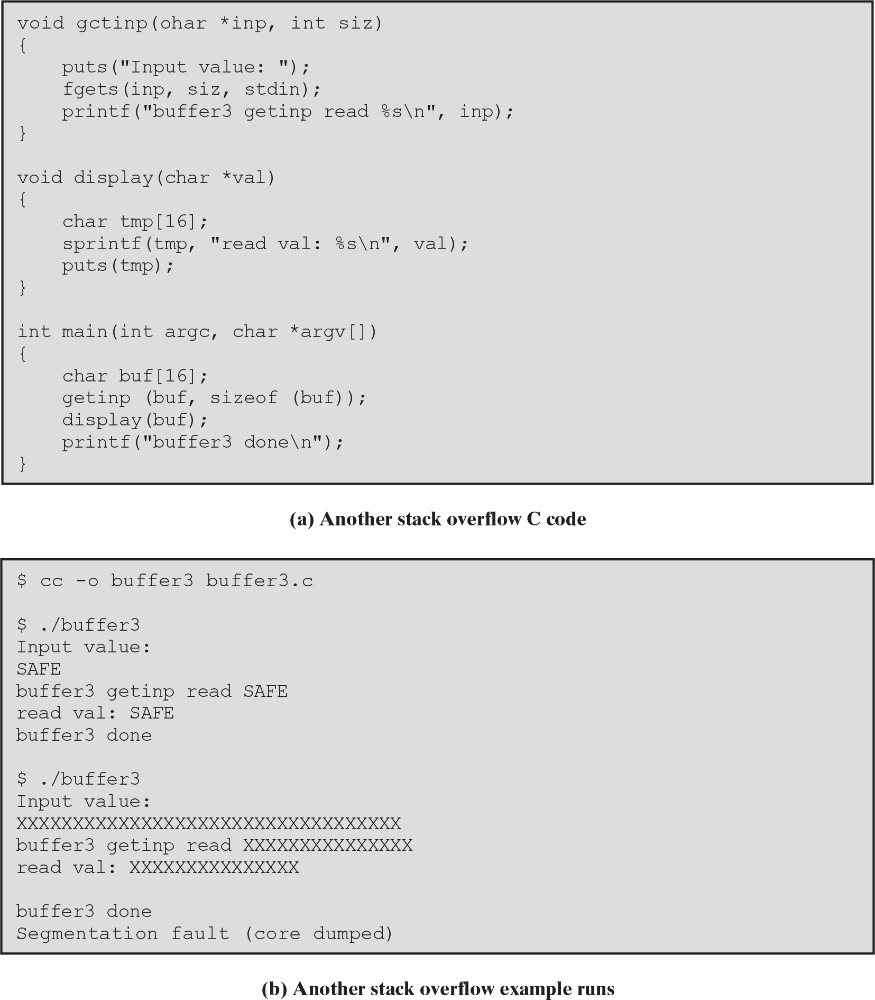 void gctinp(ohar *inp, int siz)
{
    puts("Input value: ");
    fgets(inp, siz, stdin);
    printf("buffer3 getinp read %s\n", inp);
}

void display(char *val)
{
    char tmp[16];
    sprintf(tmp, "read val: %s\n", val);
    puts(tmp);
}

int main(int argc, char *argv[])
{
    char buf[16];
    getinp (buf, sizeof (buf));
    display(buf);
    printf("buffer3 done\n");
}

(a) Another stack overflow C code

$ cc -o buffer3 buffer3.c

$ ./buffer3
Input value:
SAFE
buffer3 getinp read SAFE
read val: SAFE
buffer3 done

$ ./buffer3
Input value:
XXXXXXXXXXXXXXXXXXXXXXXXXXXXXXXXXX
buffer3 getinp read XXXXXXXXXXXXXXX
read val: XXXXXXXXXXXXXXX

buffer3 done
Segmentation fault (core dumped)

(b) Another stack overflow example runs